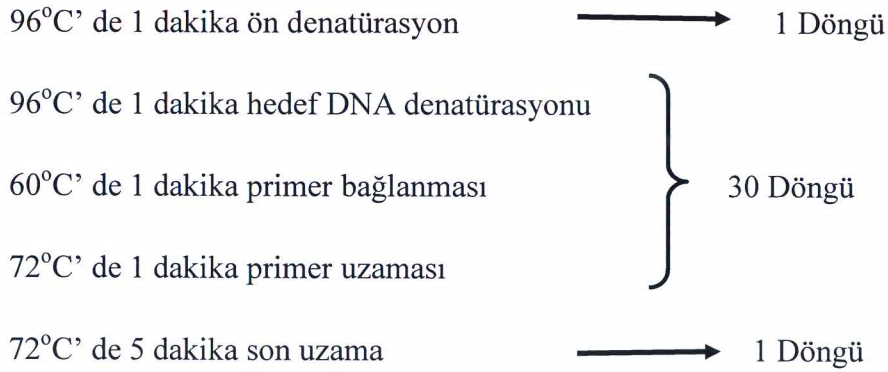 96°C’ de 1 dakika ön denatürasyon 1 Döngü
96°C’ de 1 dakika hedef DNA denatürasyonu
60°C’ de 1 dakika primer bağlanması 30 Döngü
72°C’ de 1 dakika primer uzaması
72°C’ de 5 dakika son uzama 1 Döngü